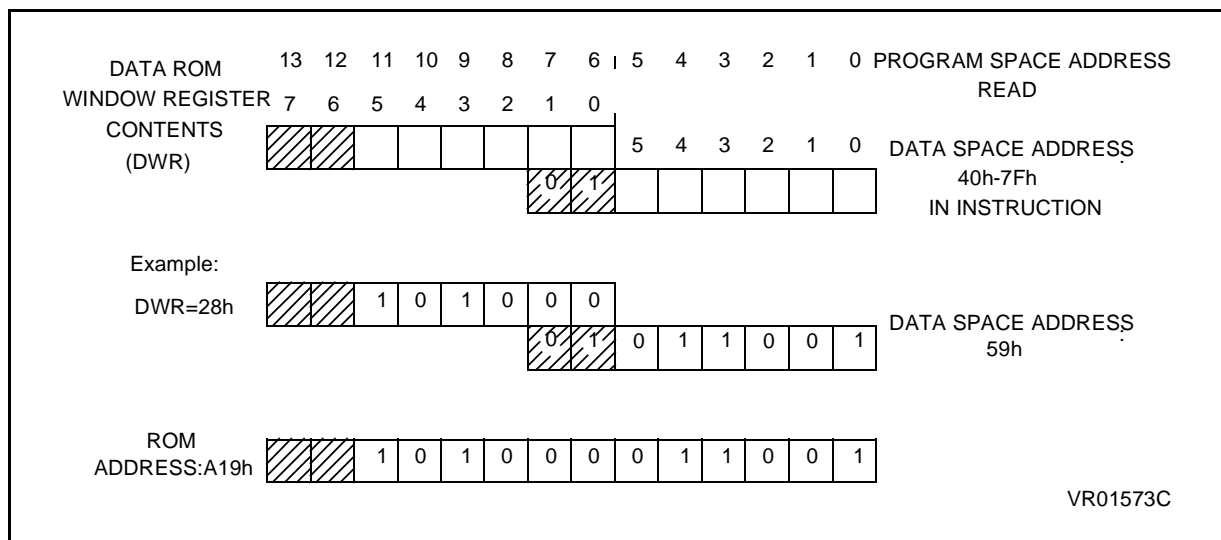 DATA ROM
WINDOW REGISTER
CONTENTS
(DWR)
13 12 11 10 9 8 7 6 5 4 3 2 1 0
PROGRAM SPACE ADDRESS
READ
7 6 5 4 3 2 1 0
5 4 3 2 1 0
DATA SPACE ADDRESS
:
40h-7Fh
IN INSTRUCTION
0 1
Example:
DWR=28h
1 0 1 0 0 0
0 1 0 1 1 0 0 1
DATA SPACE ADDRESS
:
59h
ROM
ADDRESS:A19h
1 0 1 0 0 0 0 1 1 0 0 1
VR01573C